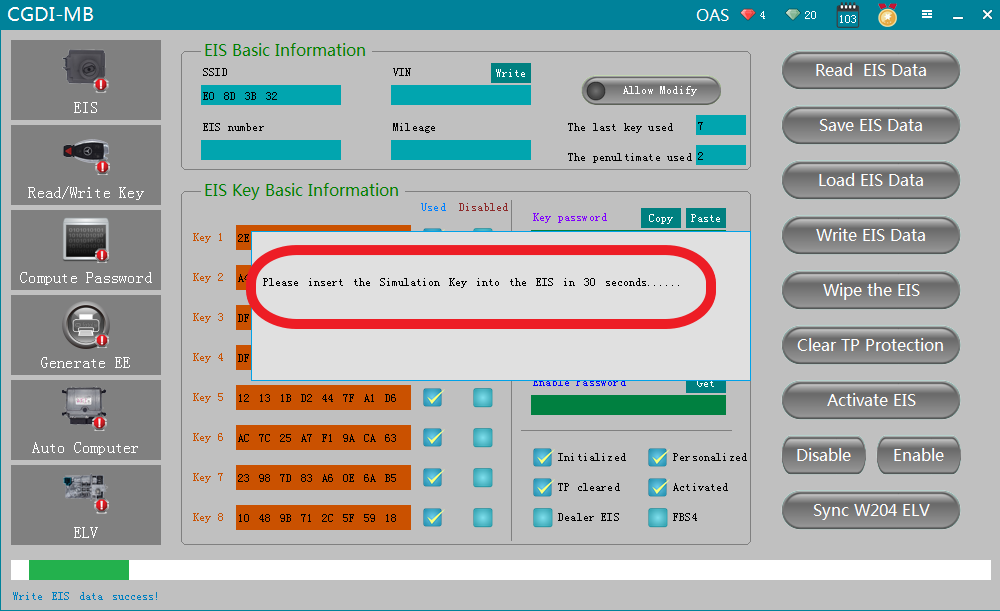 CGDI-MB
OAS 4 20 103
EIS
Read/Write Key
Compute Password
Generate EE
Auto Computer
ELV
EIS Basic Information
SSID
E0 8D 3B 32
VIN
Write
Allow Modify
EIS number
Mileage
The last key used 7
The penultimate used 2
EIS Key Basic Information
Used Disabled
Key password Copy Paste
Key 1 2E
Please insert the Simulation Key into the EIS in 30 seconds......
Key 2 A4
Key 3 DF
Key 4 DF
Key 5 12 13 1B D2 44 7F A1 D6
Key 6 AC 7C 25 A7 F1 9A CA 63
Key 7 23 98 7D 83 A6 0E 6A B5
Key 8 10 48 9B 71 2C 5F 59 18
Enable Password Get
Initialized Personalized
TP cleared Activated
Dealer EIS FBS4
Read EIS Data
Save EIS Data
Load EIS Data
Write EIS Data
Wipe the EIS
Clear TP Protection
Activate EIS
Disable Enable
Sync W204 ELV
Write EIS data success!